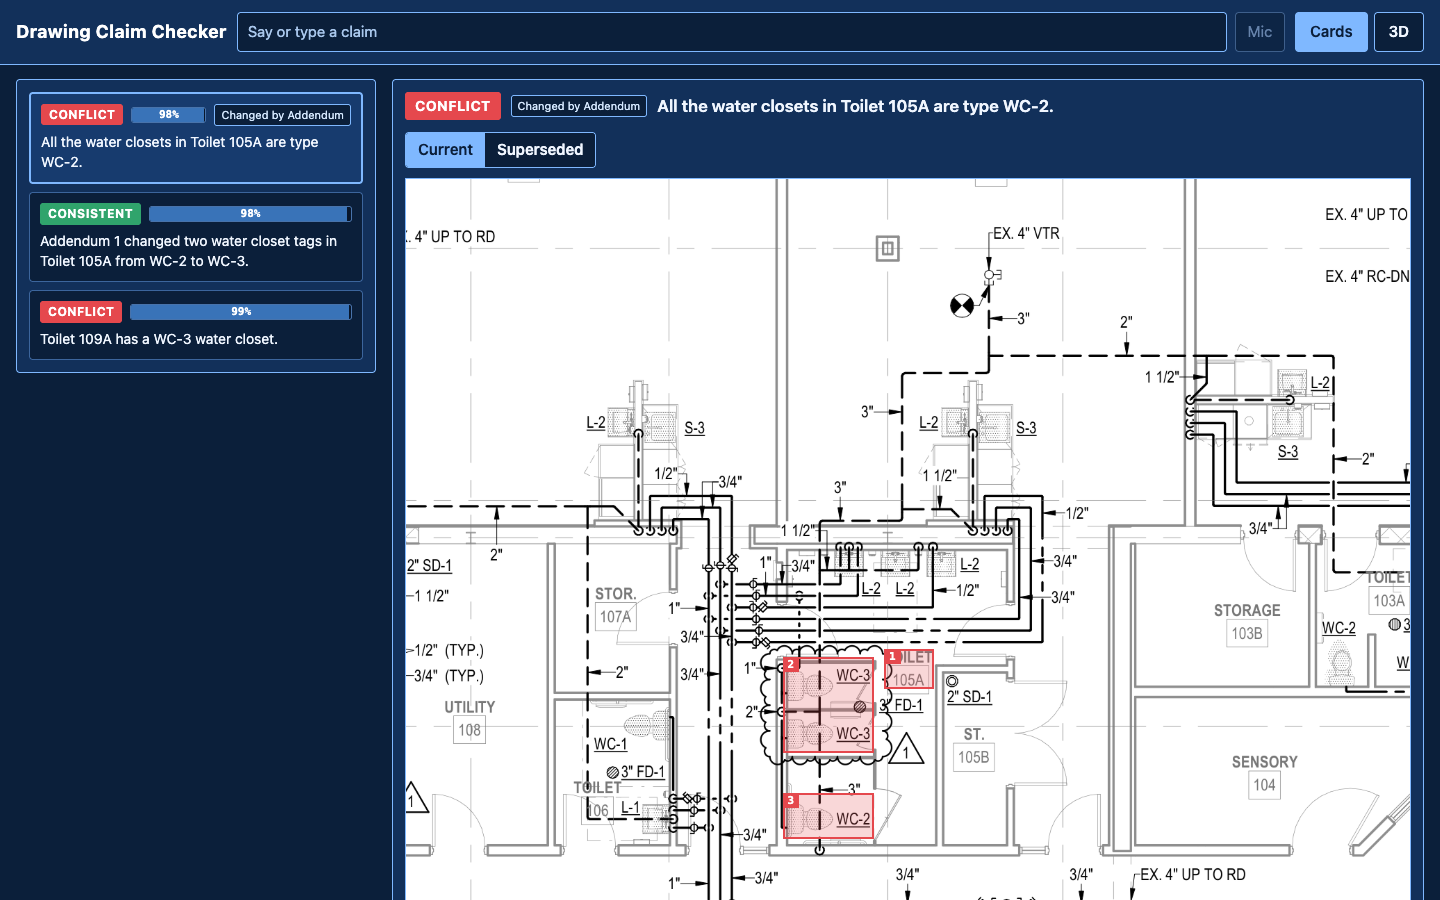 Drawing Claim Checker
Say or type a claim
Mic
Cards
3D
CONFLICT
98%
Changed by Addendum
All the water closets in Toilet 105A are type
WC-2.
CONSISTENT
98%
Addendum 1 changed two water closet tags in
Toilet 105A from WC-2 to WC-3.
CONFLICT
99%
Toilet 109A has a WC-3 water closet.
CONFLICT
Changed by Addendum
All the water closets in Toilet 105A are type WC-2.
Current
Superseded
4" UP TO RD
EX. 4" VTR
EX. 4" UP TO
EX. 4" RC-DN
3"
2"
1 1/2"
L-2
3"
L-2
S-3
L-2
S-3
S-3
2"
1/2"
3/4"
3"
1 1/2"
1/2"
3/4"
2"
1 1/2"
1"
3/4"
L-2
3/4"
2" SD-1
L-2
L-2
1/2"
3/4"
TOILET
103A
1 1/2"
STOR.
107A
1"
STORAGE
103B
WC-2
3
3/4"
1/2" (TYP.)
3/4" (TYP.)
2"
3/4"
1"
2
WC-3
1
ILET
105A
2" SD-1
UTILITY
108
2"
3" FD-1
WC-3
1
ST.
105B
WC-1
3" FD-1
TOILET
106
L-1
1
SENSORY
104
3"
3
WC-2
3/4"
1"
3/4"
3/4"
3/4"
EX. 4" UP TO RD